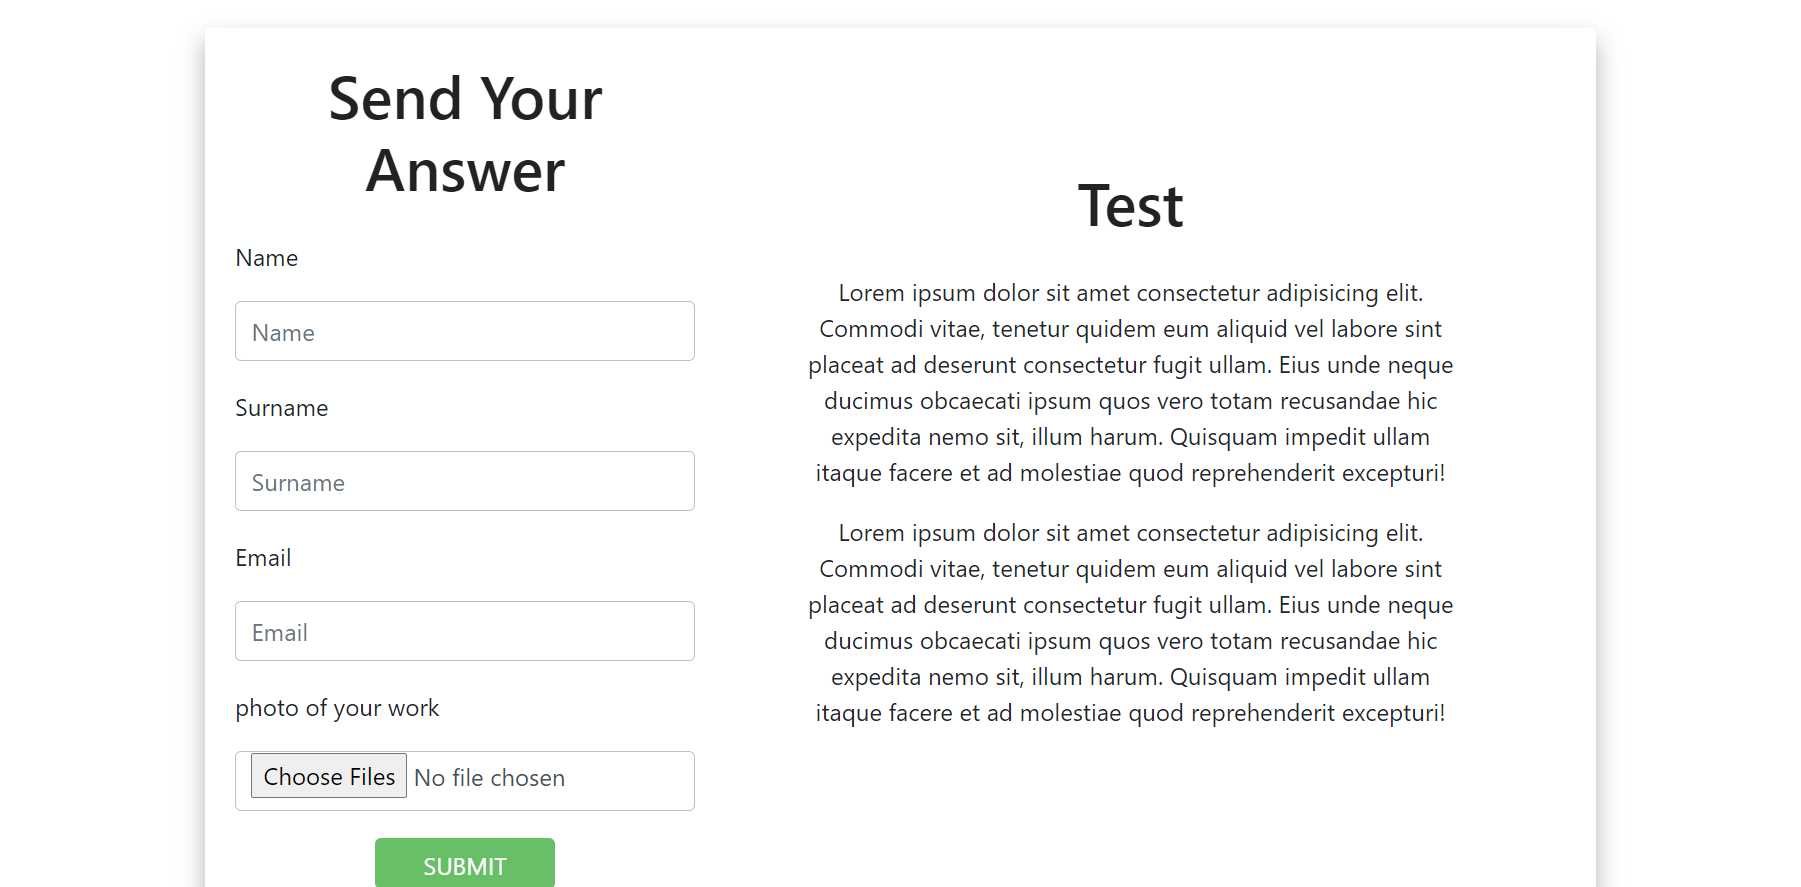 Send Your
Answer
Name
Name
Surname
Surname
Email
Email
photo of your work
Choose Files No file chosen
SUBMIT
Test
Lorem ipsum dolor sit amet consectetur adipisicing elit.
Commodi vitae, tenetur quidem eum aliquid vel labore sint
placeat ad deserunt consectetur fugit ullam. Eius unde neque
ducimus obcaecati ipsum quos vero totam recusandae hic
expedita nemo sit, illum harum. Quisquam impedit ullam
itaque facere et ad molestiae quod reprehenderit excepturi!
Lorem ipsum dolor sit amet consectetur adipisicing elit.
Commodi vitae, tenetur quidem eum aliquid vel labore sint
placeat ad deserunt consectetur fugit ullam. Eius unde neque
ducimus obcaecati ipsum quos vero totam recusandae hic
expedita nemo sit, illum harum. Quisquam impedit ullam
itaque facere et ad molestiae quod reprehenderit excepturi!